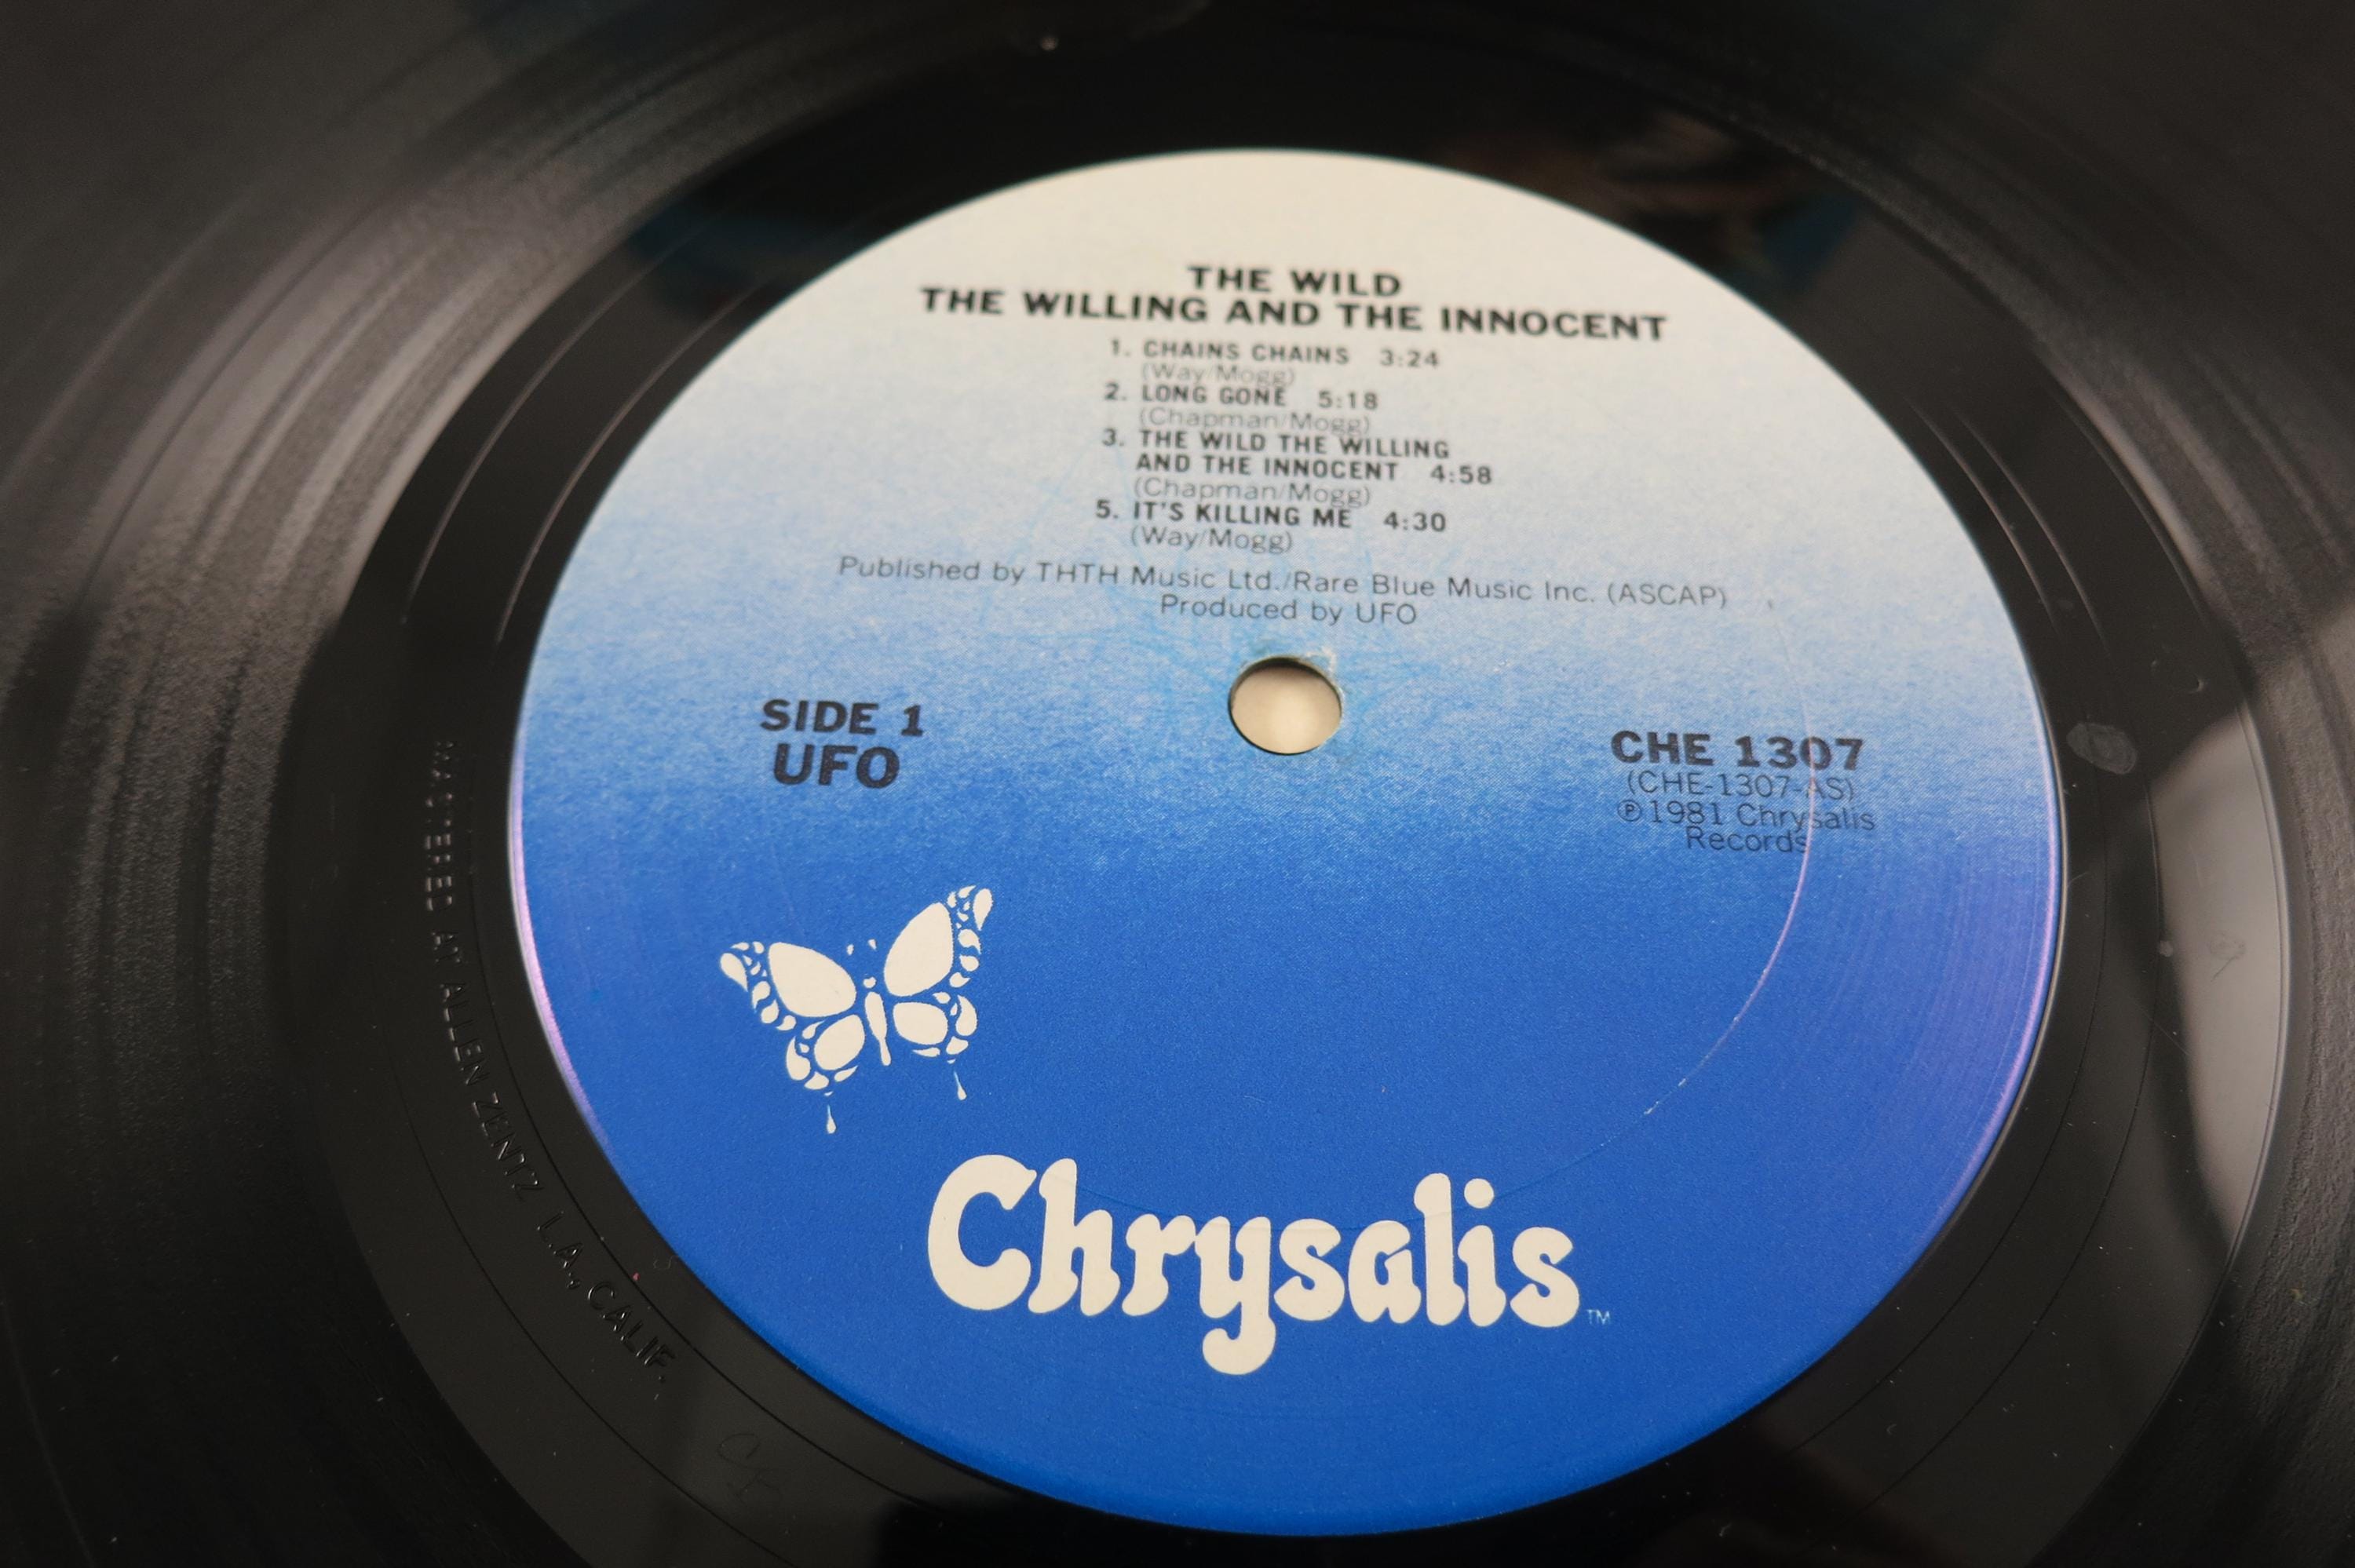 THE WILD
THE WILLING AND THE INNOCENT
1. CHAINS CHAINS 3:24
(Way/Mogg)
2. LONG GONE 5:18
(Chapman/Mogg)
3. THE WILD THE WILLING
AND THE INNOCENT 4:58
(Chapman/Mogg)
5. IT'S KILLING ME 4:30
(Way/Mogg)
Published by THTH Music Ltd./Rare Blue Music Inc. (ASCAP)
Produced by UFO
SIDE 1
UFO
CHE 1307
(CHE-1307-AS)
℗1981 Chrysalis
Records
Chrysalis™
MASTERED AT ALLEN ZENTZ L.A., CALIF.